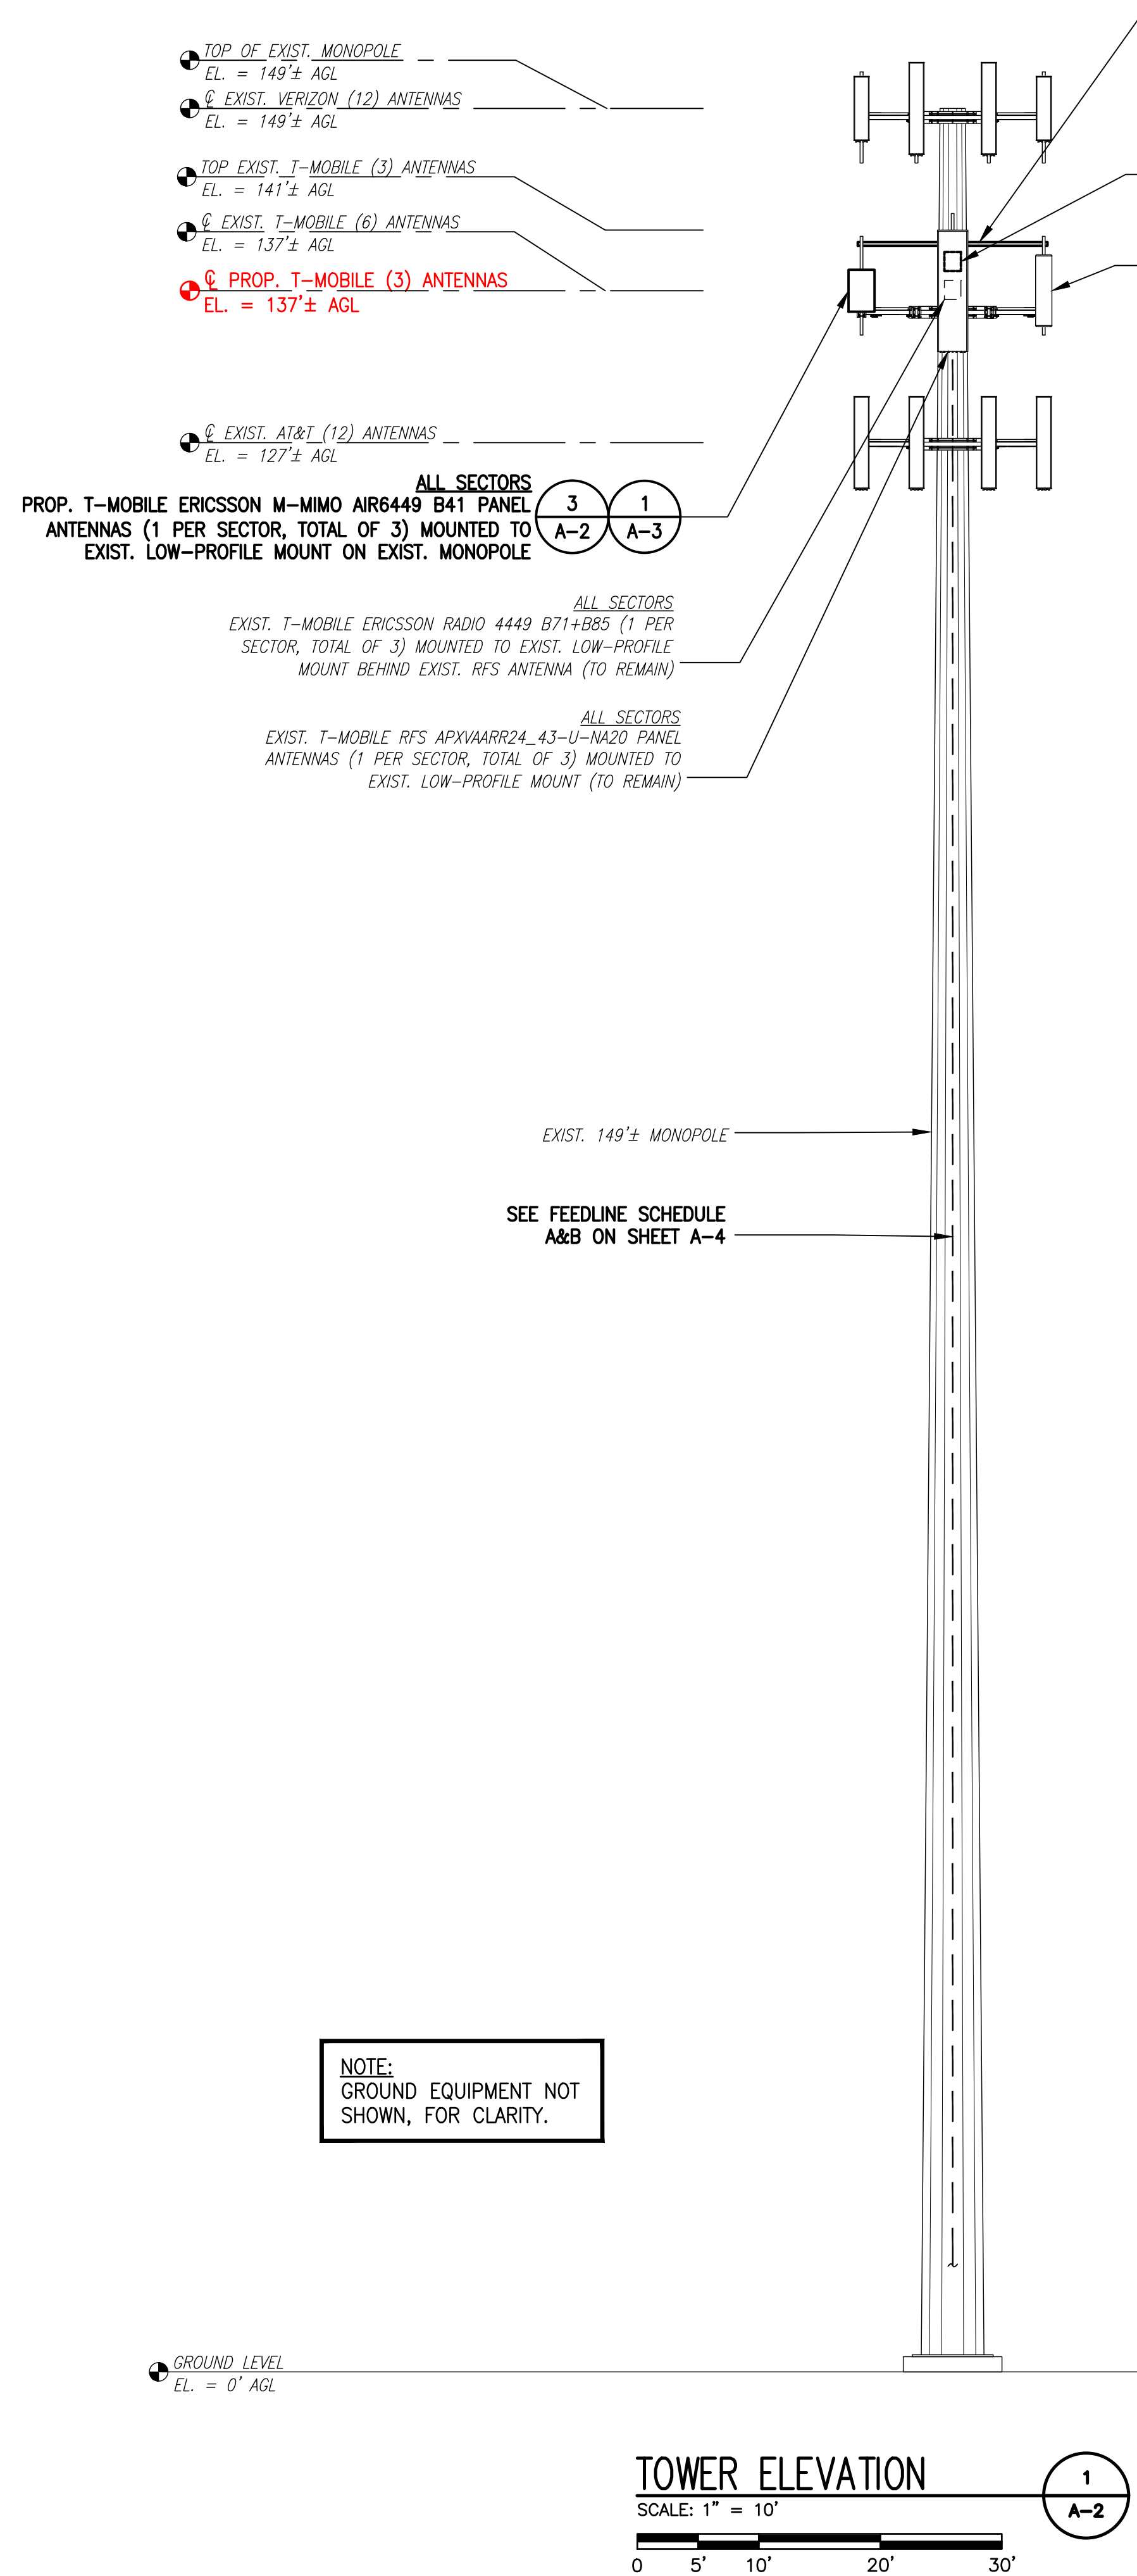 TOP OF EXIST. MONOPOLE
EL. = 149'± AGL
℄ EXIST. VERIZON (12) ANTENNAS
EL. = 149'± AGL
TOP EXIST. T-MOBILE (3) ANTENNAS
EL. = 141'± AGL
℄ EXIST. T-MOBILE (6) ANTENNAS
EL. = 137'± AGL
℄ PROP. T-MOBILE (3) ANTENNAS
EL. = 137'± AGL
℄ EXIST. AT&T (12) ANTENNAS
EL. = 127'± AGL
ALL SECTORS
PROP. T-MOBILE ERICSSON M-MIMO AIR6449 B41 PANEL
ANTENNAS (1 PER SECTOR, TOTAL OF 3) MOUNTED TO
EXIST. LOW-PROFILE MOUNT ON EXIST. MONOPOLE
3
A-2
1
A-3
ALL SECTORS
EXIST. T-MOBILE ERICSSON RADIO 4449 B71+B85 (1 PER
SECTOR, TOTAL OF 3) MOUNTED TO EXIST. LOW-PROFILE
MOUNT BEHIND EXIST. RFS ANTENNA (TO REMAIN)
ALL SECTORS
EXIST. T-MOBILE RFS APXVAARR24_43-U-NA20 PANEL
ANTENNAS (1 PER SECTOR, TOTAL OF 3) MOUNTED TO
EXIST. LOW-PROFILE MOUNT (TO REMAIN)
EXIST. 149'± MONOPOLE
SEE FEEDLINE SCHEDULE
A&B ON SHEET A-4
NOTE:
GROUND EQUIPMENT NOT
SHOWN, FOR CLARITY.
GROUND LEVEL
EL. = 0' AGL
TOWER ELEVATION
SCALE: 1" = 10'
1
A-2
0 5' 10' 20' 30'